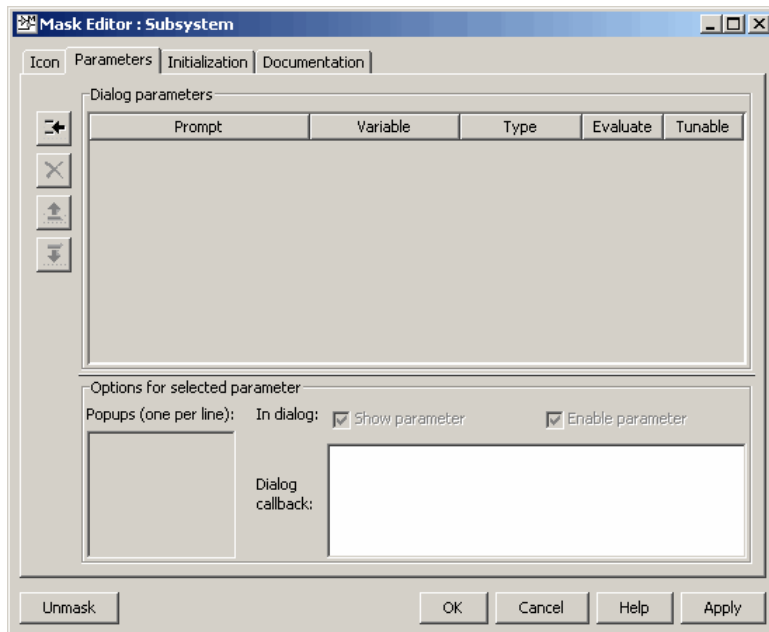 Mask Editor : Subsystem
Icon Parameters Initialization Documentation
Dialog parameters
Prompt Variable Type Evaluate Tunable
Options for selected parameter
Popups (one per line): In dialog: Show parameter Enable parameter
Dialog
callback:
Unmask OK Cancel Help Apply